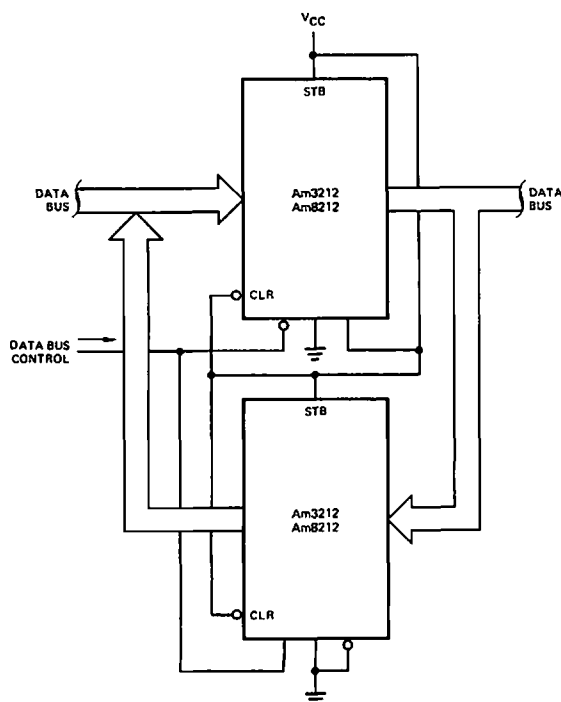 VCC
STB
DATA
BUS
Am3212
Am8212
DATA
BUS
CLR
DATA BUS
CONTROL
STB
Am3212
Am8212
CLR